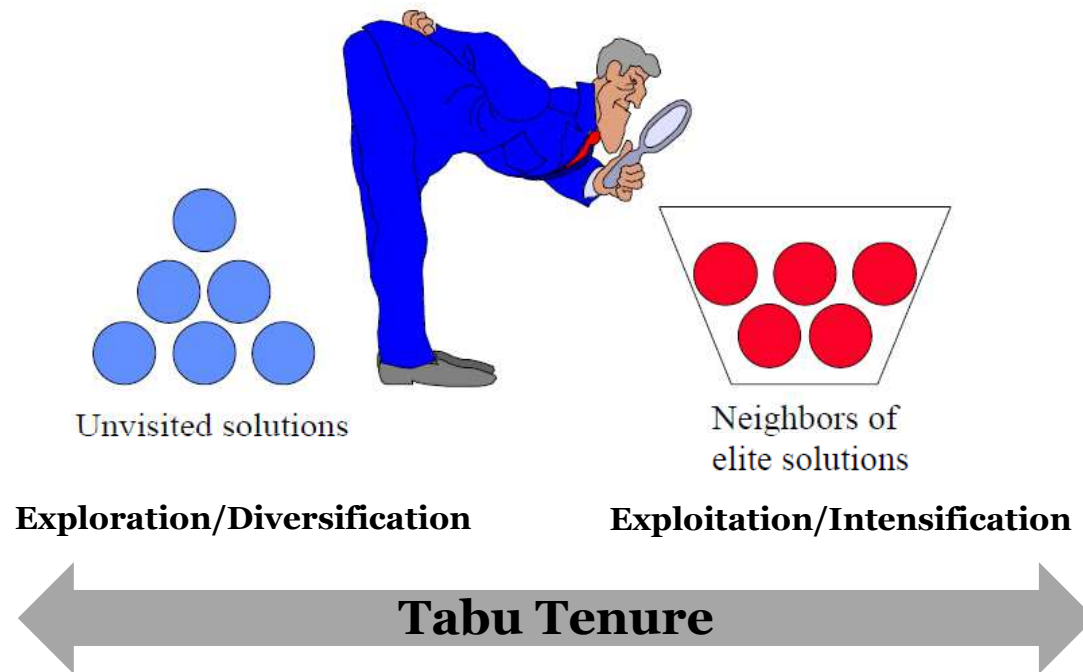 Unvisited solutions
Neighbors of
elite solutions
Exploration/Diversification
Exploitation/Intensification
Tabu Tenure